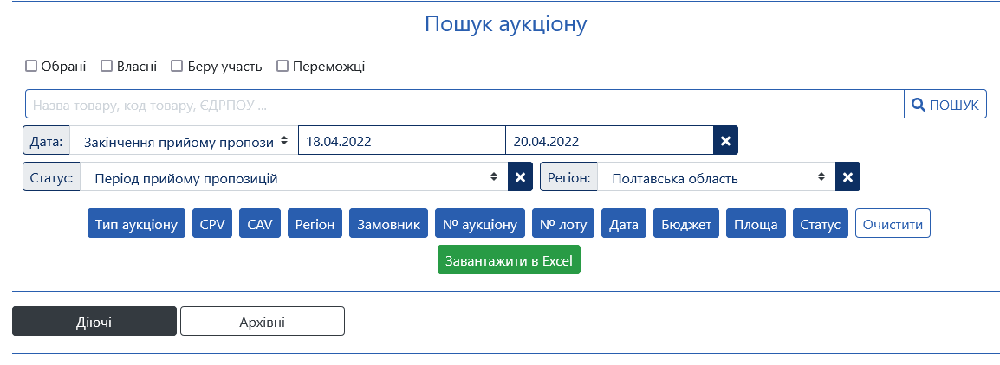 Пошук аукціону
Обрані Власні Беру участь Переможці
Назва товару, код товару, ЄДРПОУ ... ПОШУК
Дата: Закінчення прийому пропози 18.04.2022 20.04.2022
Статус: Період прийому пропозицій Регіон: Полтавська область
Тип аукціону CPV CAV Регіон Замовник № аукціону № лоту Дата Бюджет Площа Статус Очистити
Завантажити в Excel
Діючі Архівні